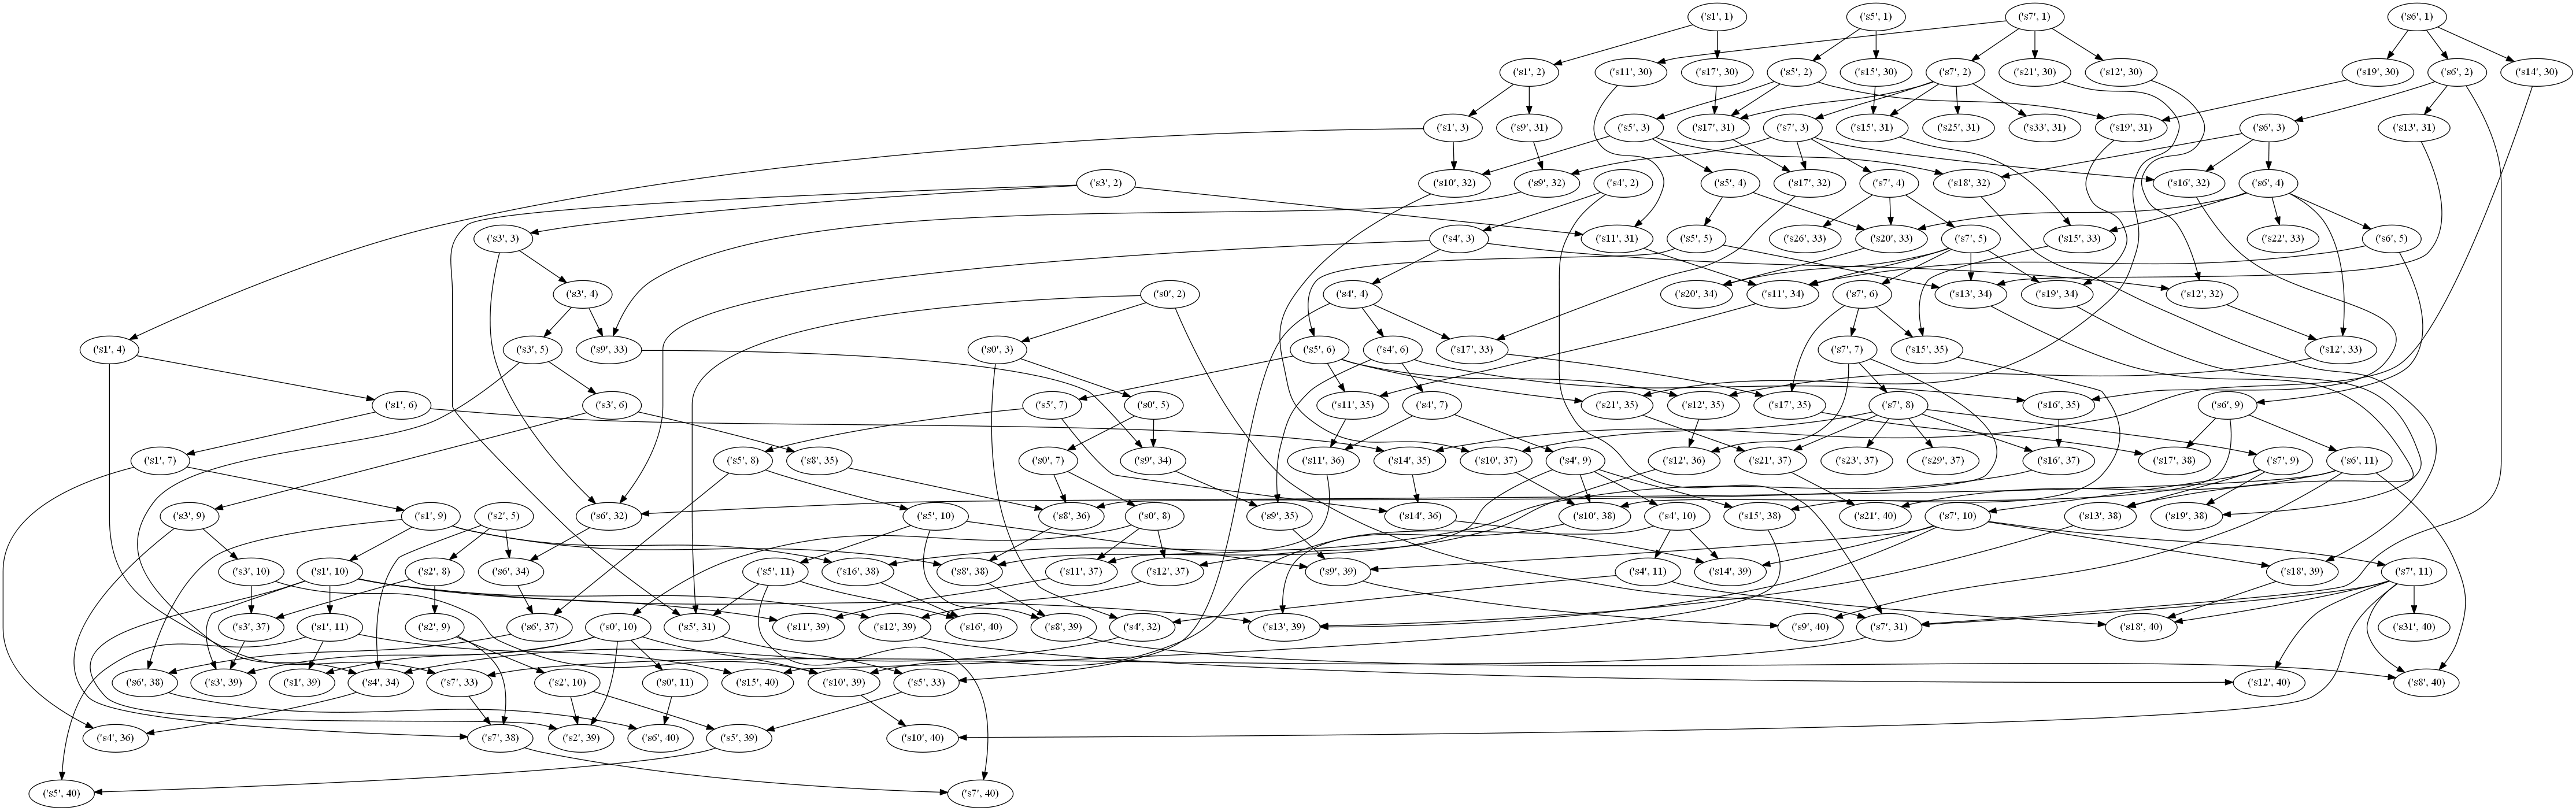 ('s1', 1)
('s5', 1)
('s7', 1)
('s6', 1)
('s1', 2)
('s11', 30)
('s17', 30)
('s5', 2)
('s15', 30)
('s7', 2)
('s21', 30)
('s12', 30)
('s19', 30)
('s6', 2)
('s14', 30)
('s1', 3)
('s9', 31)
('s5', 3)
('s17', 31)
('s7', 3)
('s15', 31)
('s25', 31)
('s33', 31)
('s19', 31)
('s6', 3)
('s13', 31)
('s3', 2)
('s10', 32)
('s9', 32)
('s4', 2)
('s5', 4)
('s17', 32)
('s7', 4)
('s18', 32)
('s16', 32)
('s6', 4)
('s3', 3)
('s4', 3)
('s11', 31)
('s5', 5)
('s26', 33)
('s20', 33)
('s7', 5)
('s15', 33)
('s22', 33)
('s6', 5)
('s3', 4)
('s0', 2)
('s4', 4)
('s20', 34)
('s11', 34)
('s7', 6)
('s13', 34)
('s19', 34)
('s12', 32)
('s1', 4)
('s3', 5)
('s9', 33)
('s0', 3)
('s5', 6)
('s4', 6)
('s17', 33)
('s7', 7)
('s15', 35)
('s12', 33)
('s1', 6)
('s3', 6)
('s5', 7)
('s0', 5)
('s11', 35)
('s4', 7)
('s21', 35)
('s12', 35)
('s17', 35)
('s7', 8)
('s16', 35)
('s6', 9)
('s1', 7)
('s5', 8)
('s8', 35)
('s0', 7)
('s9', 34)
('s11', 36)
('s14', 35)
('s10', 37)
('s4', 9)
('s12', 36)
('s21', 37)
('s23', 37)
('s29', 37)
('s16', 37)
('s17', 38)
('s7', 9)
('s6', 11)
('s3', 9)
('s1', 9)
('s2', 5)
('s6', 32)
('s5', 10)
('s8', 36)
('s0', 8)
('s9', 35)
('s14', 36)
('s10', 38)
('s4', 10)
('s15', 38)
('s21', 40)
('s7', 10)
('s13', 38)
('s19', 38)
('s3', 10)
('s1', 10)
('s2', 8)
('s6', 34)
('s5', 11)
('s16', 38)
('s8', 38)
('s11', 37)
('s12', 37)
('s9', 39)
('s4', 11)
('s14', 39)
('s18', 39)
('s7', 11)
('s3', 37)
('s1', 11)
('s2', 9)
('s6', 37)
('s0', 10)
('s5', 31)
('s11', 39)
('s12', 39)
('s16', 40)
('s8', 39)
('s4', 32)
('s13', 39)
('s9', 40)
('s7', 31)
('s18', 40)
('s31', 40)
('s6', 38)
('s3', 39)
('s1', 39)
('s4', 34)
('s7', 33)
('s2', 10)
('s0', 11)
('s15', 40)
('s10', 39)
('s5', 33)
('s12', 40)
('s8', 40)
('s4', 36)
('s7', 38)
('s2', 39)
('s6', 40)
('s5', 39)
('s10', 40)
('s5', 40)
('s7', 40)